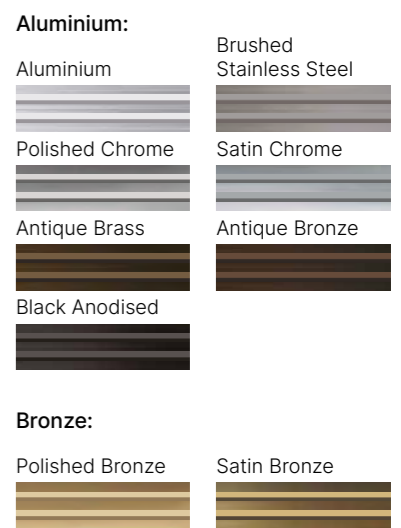 Aluminium:
Aluminium
Brushed
Stainless Steel
Polished Chrome
Satin Chrome
Antique Brass
Antique Bronze
Black Anodised
Bronze:
Polished Bronze
Satin Bronze